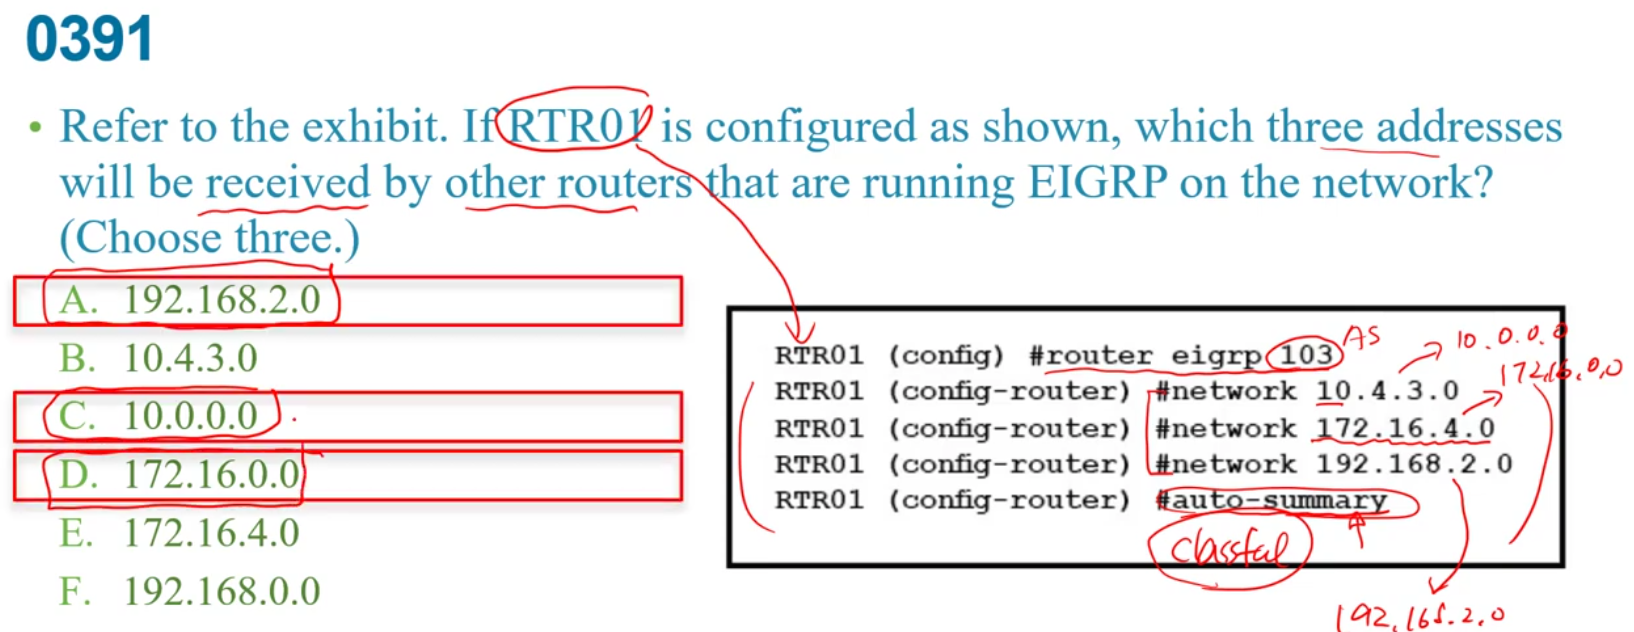 0391
• Refer to the exhibit. If RTR01 is configured as shown, which three addresses
will be received by other routers that are running EIGRP on the network?
(Choose three.)
A. 192.168.2.0
B. 10.4.3.0
C. 10.0.0.0
D. 172.16.0.0
E. 172.16.4.0
F. 192.168.0.0
RTR01 (config) #router eigrp 103
AS
10.0.0.0
RTR01 (config-router) #network 10.4.3.0
172.16.0.0
RTR01 (config-router) #network 172.16.4.0
RTR01 (config-router) #network 192.168.2.0
RTR01 (config-router) #auto-summary
classful
192.168.2.0